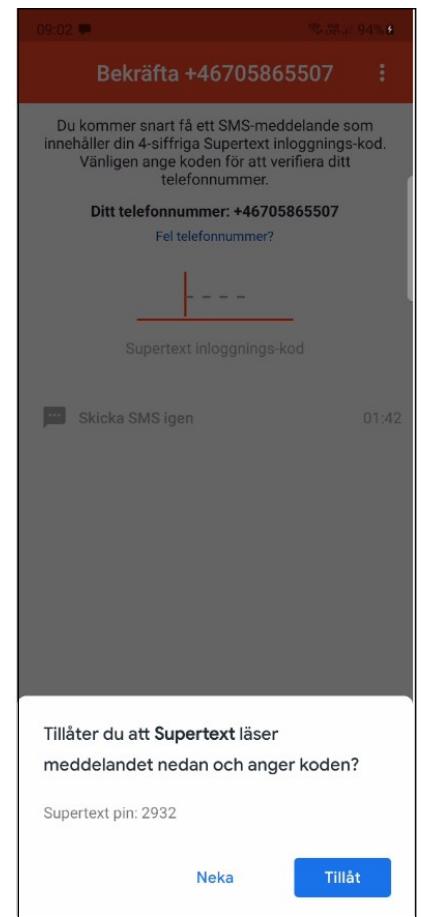 09:02 94%
Bekräfta +46705865507
Du kommer snart få ett SMS-meddelande som
innehåller din 4-siffriga Supertext inloggnings-kod.
Vänligen ange koden för att verifiera ditt
telefonnummer.
Ditt telefonnummer: +46705865507
Fel telefonnummer?
- - - -
Supertext inloggnings-kod
Skicka SMS igen 01:42
Tillåter du att Supertext läser
meddelandet nedan och anger koden?
Supertext pin: 2932
Neka Tillåt